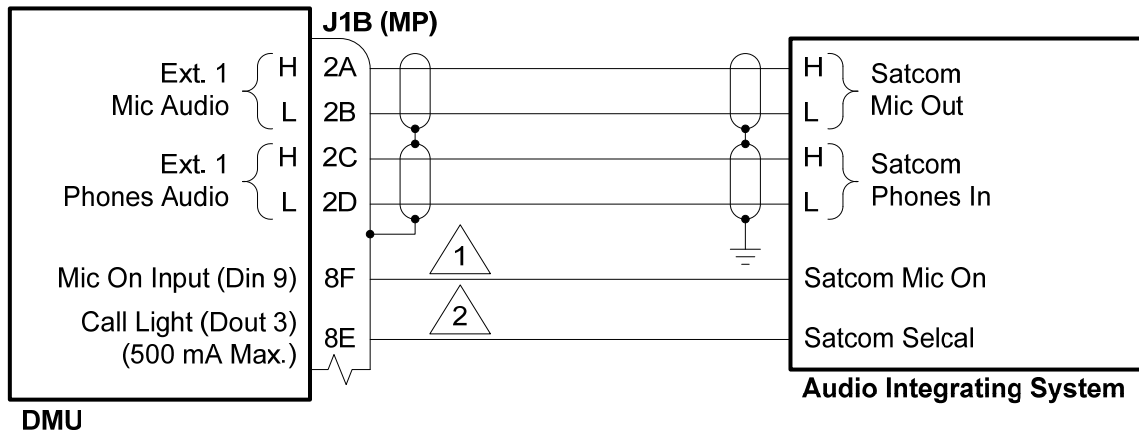 J1B (MP)
Ext. 1
Mic Audio
H
L
2A
2B
H
L
Satcom
Mic Out
Ext. 1
Phones Audio
H
L
2C
2D
H
L
Satcom
Phones In
Mic On Input (Din 9)
8F
1
Satcom Mic On
Call Light (Dout 3)
(500 mA Max.)
8E
2
Satcom Selcal
Audio Integrating System
DMU